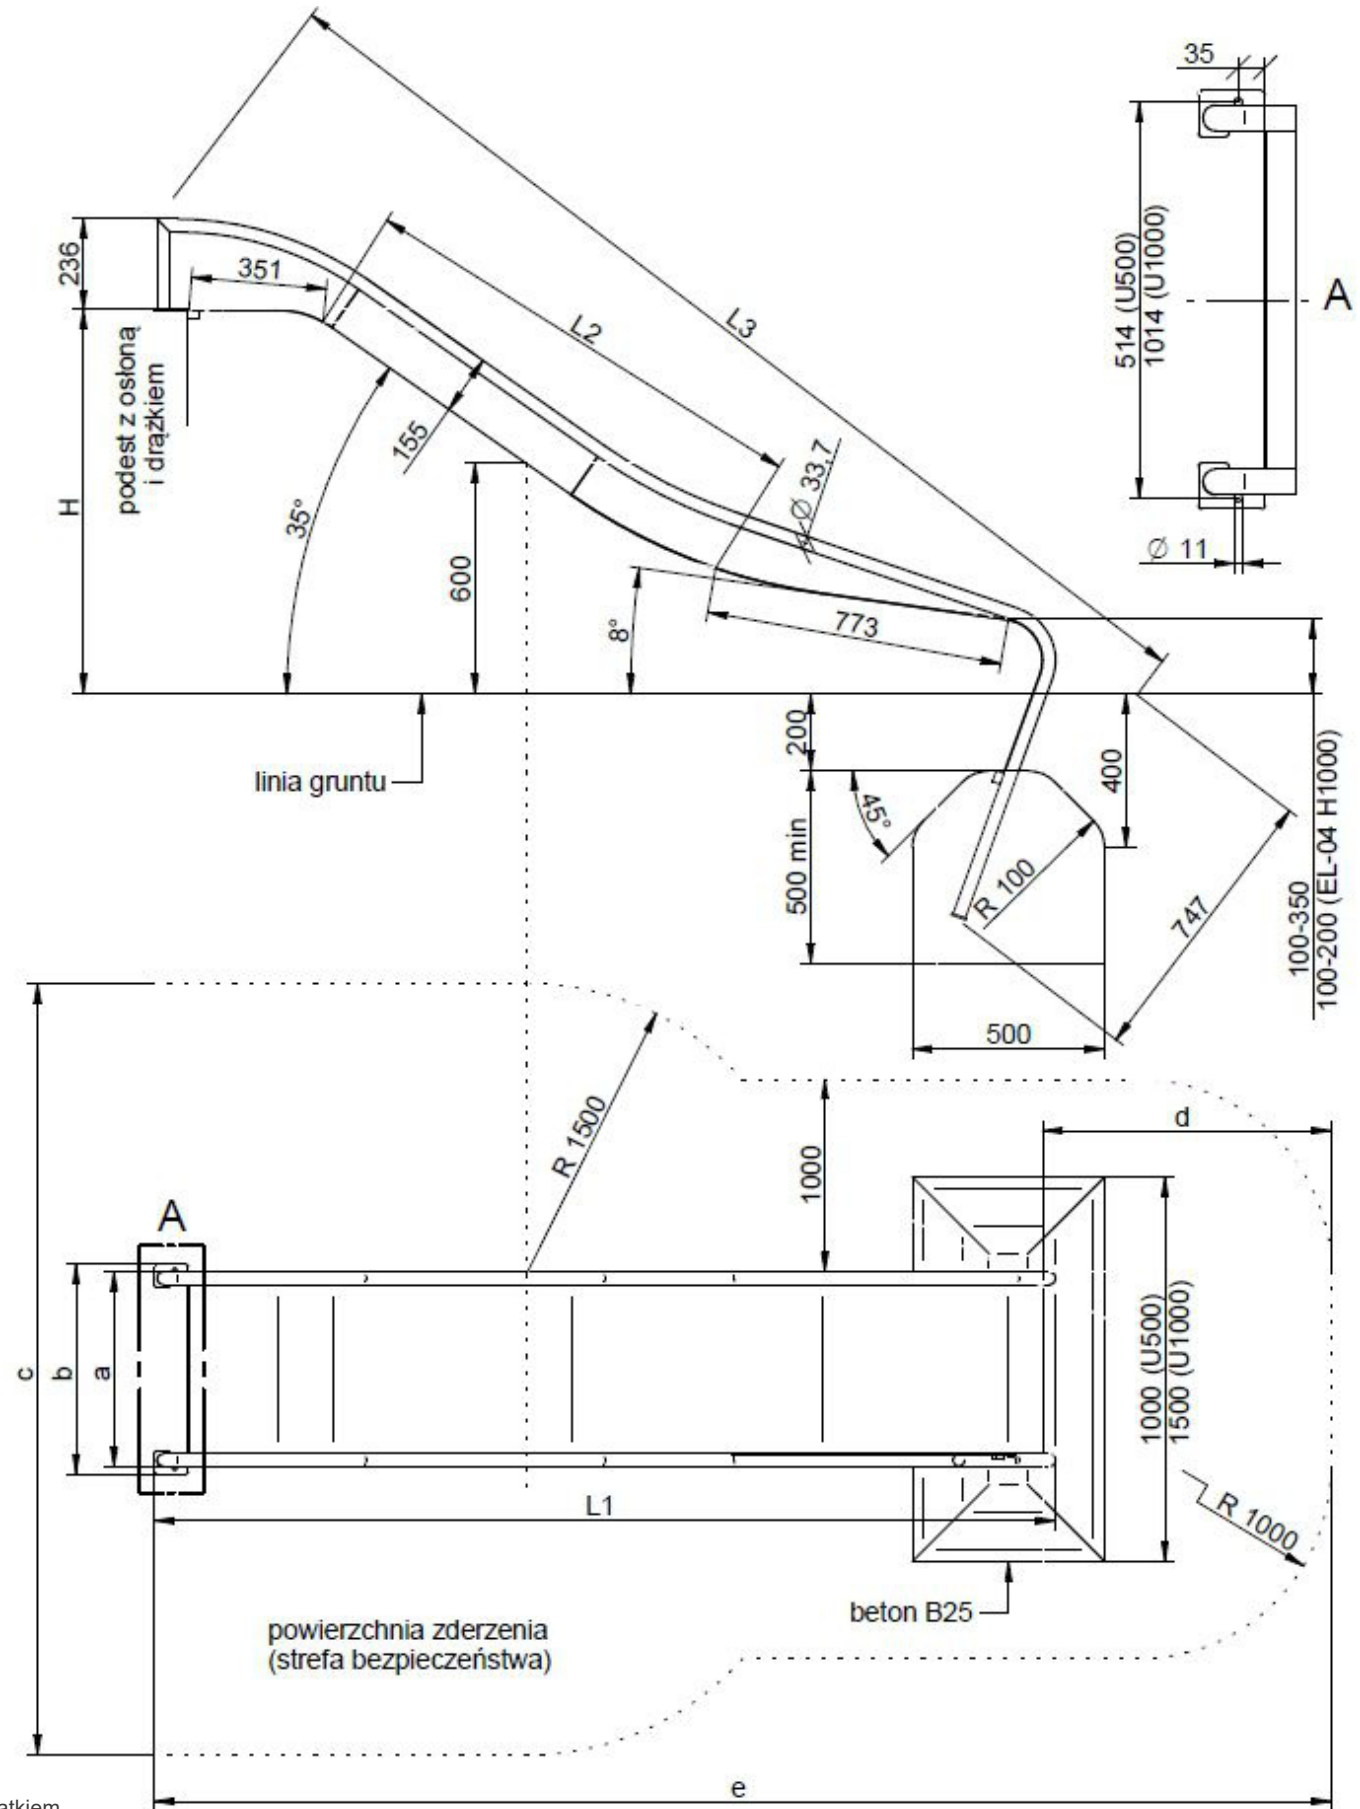 35
514 (U500)
1014 (U1000)
A
Ø 11
236
351
L2
L3
podest z osłoną
i drążkiem
155
Ø 33,7
H
35°
600
8°
773
linia gruntu
200
400
45°
500 min
R 100
747
100-350
100-200 (EL-04 H1000)
500
R 1500
1000
d
A
c
b
a
1000 (U500)
1500 (U1000)
L1
R 1000
beton B25
powierzchnia zderzenia
(strefa bezpieczeństwa)
e